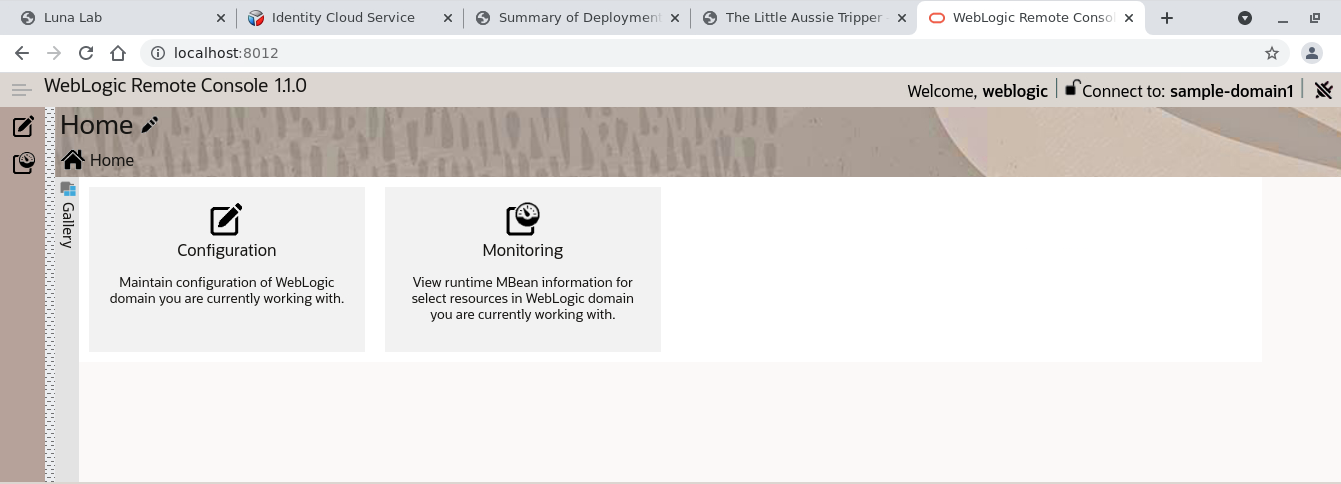 Luna Lab
Identity Cloud Service
Summary of Deployment
The Little Aussie Tripper
WebLogic Remote Conso
localhost:8012
WebLogic Remote Console 1.1.0
Welcome, weblogic
Connect to: sample-domain1
Home
Home
Gallery
Configuration
Maintain configuration of WebLogic
domain you are currently working with.
Monitoring
View runtime MBean information for
select resources in WebLogic domain
you are currently working with.